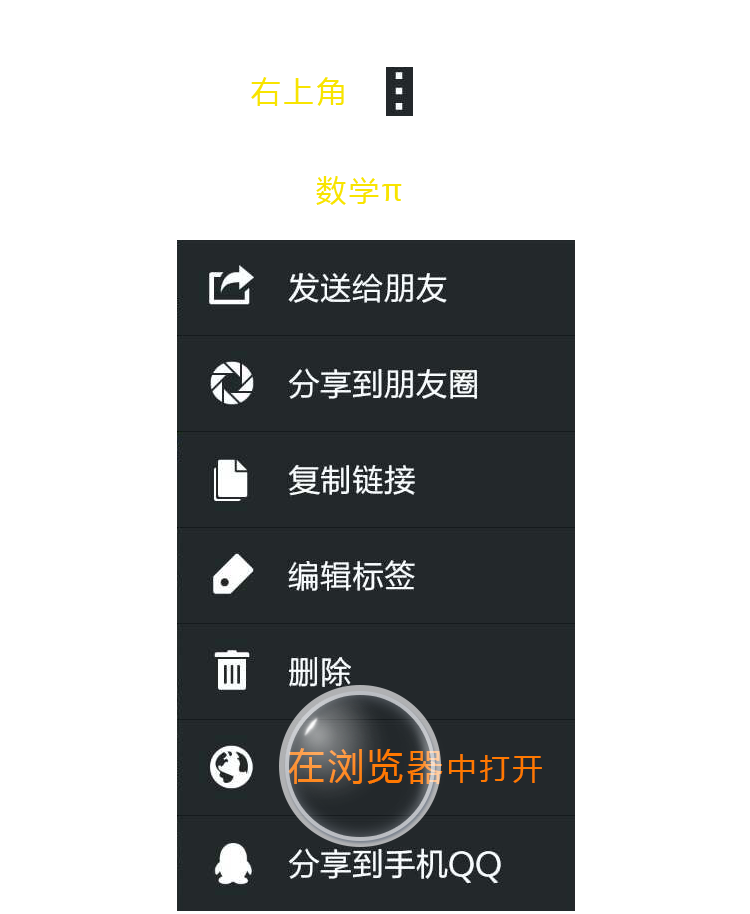 右上角
数学π
发送给朋友
分享到朋友圈
复制链接
编辑标签
删除
在浏览器中打开
分享到手机QQ